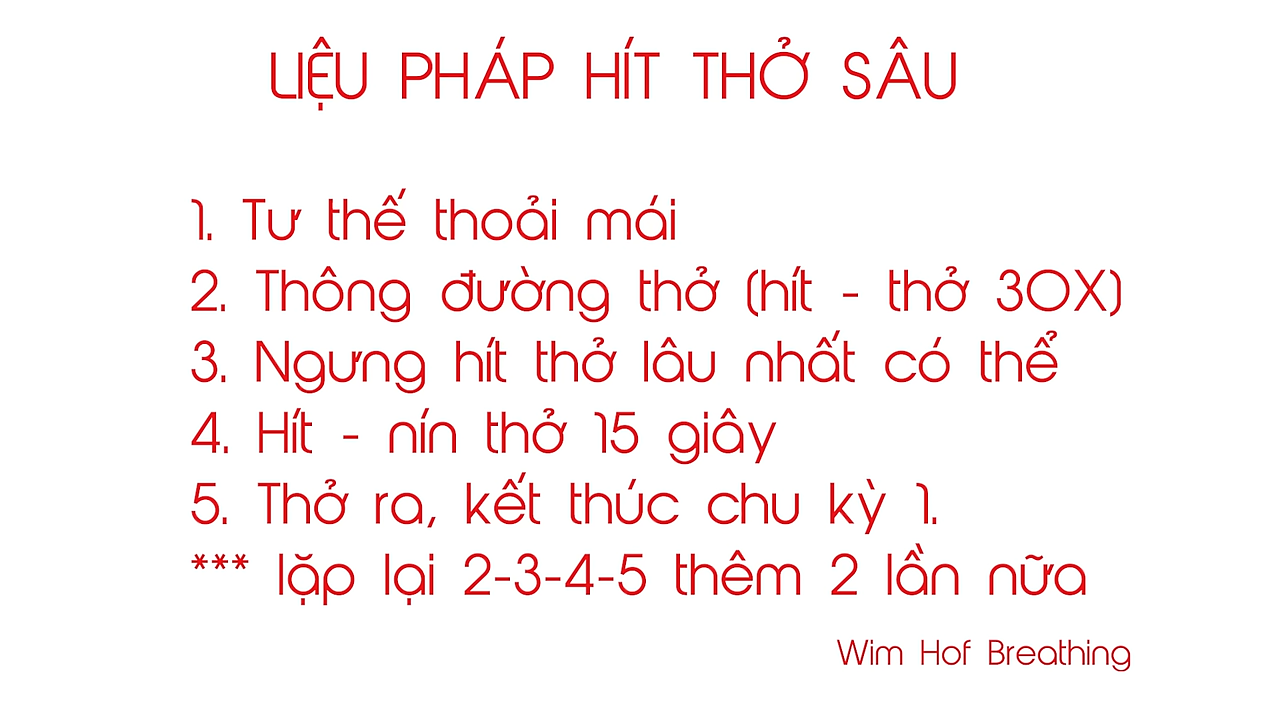 LIỆU PHÁP HÍT THỞ SÂU
1. Tư thế thoải mái
2. Thông đường thở (hít - thở 30X)
3. Ngưng hít thở lâu nhất có thể
4. Hít - nín thở 15 giây
5. Thở ra, kết thúc chu kỳ 1.
*** lặp lại 2-3-4-5 thêm 2 lần nữa
Wim Hof Breathing